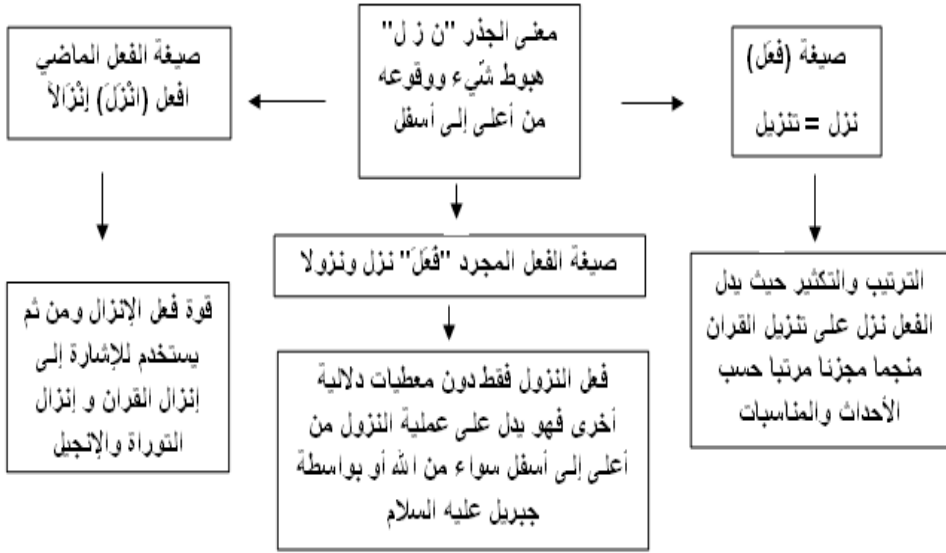 معنى الجذر "ن ز ل"
هبوط شيء ووقوعه
من أعلى إلى أسفل
صيغة (فعَل)
نزل = تنزيل
الترتيب والتكثير حيث يدل
الفعل نزل على تنزيل القران
منجما مجزئا مرتبا حسب
الأحداث والمناسبات
صيغة الفعل المجرد "فَعَلَ" نزل ونزولا
فعل النزول فقط دون معطيات دلالية
أخرى فهو يدل على عملية النزول من
أعلى إلى أسفل سواء من الله أو بواسطة
جبريل عليه السلام
صيغة الفعل الماضي
افعل (انْزَلَ) إنْزَالاً
قوة فعل الإنزال ومن ثم
يستخدم للإشارة إلى
إنزال القران و إنزال
التوراة والإنجيل